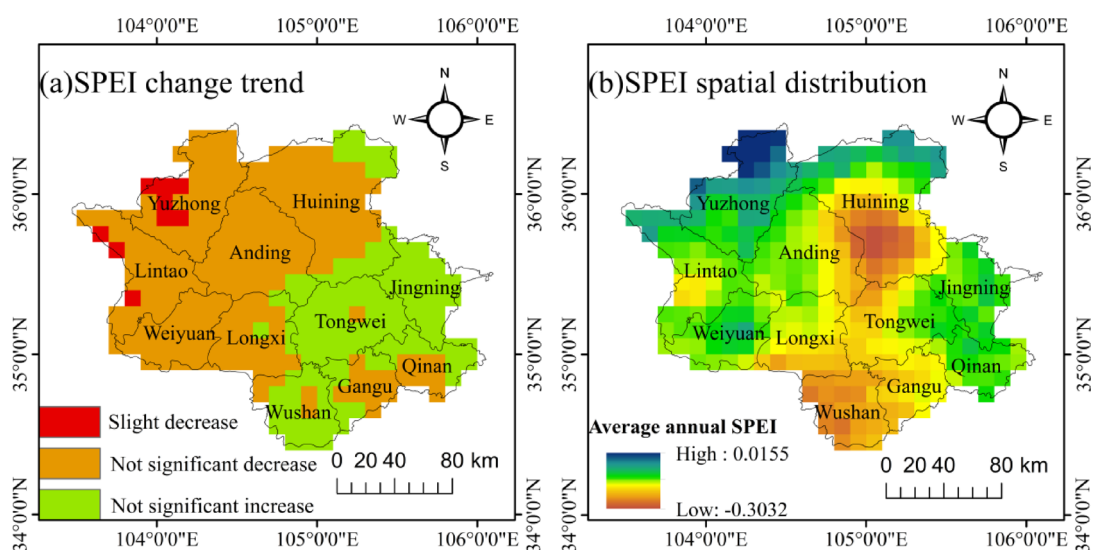 104°0'0"E 105°0'0"E 106°0'0"E
(a)SPEI change trend
N
W E
S
36°0'0"N
35°0'0"N
34°0'0"N
Yuzhong
Huining
Anding
Lintao
Jingning
Tongwei
Weiyuan
Longxi
Qinan
Gangu
Wushan
Slight decrease
Not significant decrease
Not significant increase
0 20 40 80 km
36°0'0"N
35°0'0"N
34°0'0"N
104°0'0"E 105°0'0"E 106°0'0"E
104°0'0"E 105°0'0"E 106°0'0"E
(b)SPEI spatial distribution
N
W E
S
36°0'0"N
35°0'0"N
34°0'0"N
Yuzhong
Huining
Anding
Lintao
Jingning
Tongwei
Weiyuan
Longxi
Qinan
Gangu
Wushan
Average annual SPEI
High : 0.0155
Low: -0.3032
0 20 40 80 km
36°0'0"N
35°0'0"N
34°0'0"N
104°0'0"E 105°0'0"E 106°0'0"E